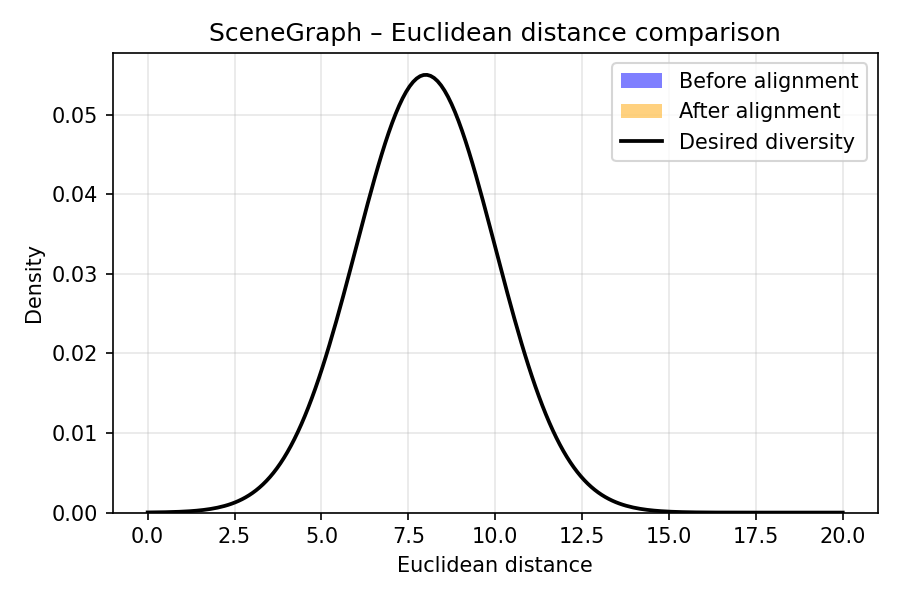 SceneGraph – Euclidean distance comparison
Before alignment
After alignment
Desired diversity
Density
0.05
0.04
0.03
0.02
0.01
0.00
0.0 2.5 5.0 7.5 10.0 12.5 15.0 17.5 20.0
Euclidean distance